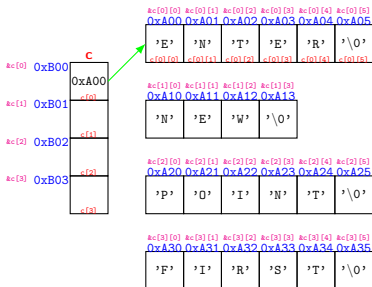 &c[0][0] &c[0][1] &c[0][2] &c[0][3] &c[0][4] &c[0][5]
0xA00 0xA01 0xA02 0xA03 0xA04 0xA05
'E' 'N' 'T' 'E' 'R' '\0'
c[0][0] c[0][1] c[0][2] c[0][3] c[0][4] c[0][5]
C
&c[0] 0xB00
0xA00
c[0]
&c[1] 0xB01
c[1]
&c[2] 0xB02
c[2]
&c[3] 0xB03
c[3]
&c[1][0] &c[1][1] &c[1][2] &c[1][3]
0xA10 0xA11 0xA12 0xA13
'N' 'E' 'W' '\0'
&c[2][0] &c[2][1] &c[2][2] &c[2][3] &c[2][4] &c[2][5]
0xA20 0xA21 0xA22 0xA23 0xA24 0xA25
'P' 'O' 'I' 'N' 'T' '\0'
&c[3][0] &c[3][1] &c[3][2] &c[3][3] &c[3][4] &c[3][5]
0xA30 0xA31 0xA32 0xA33 0xA34 0xA35
'F' 'I' 'R' 'S' 'T' '\0'